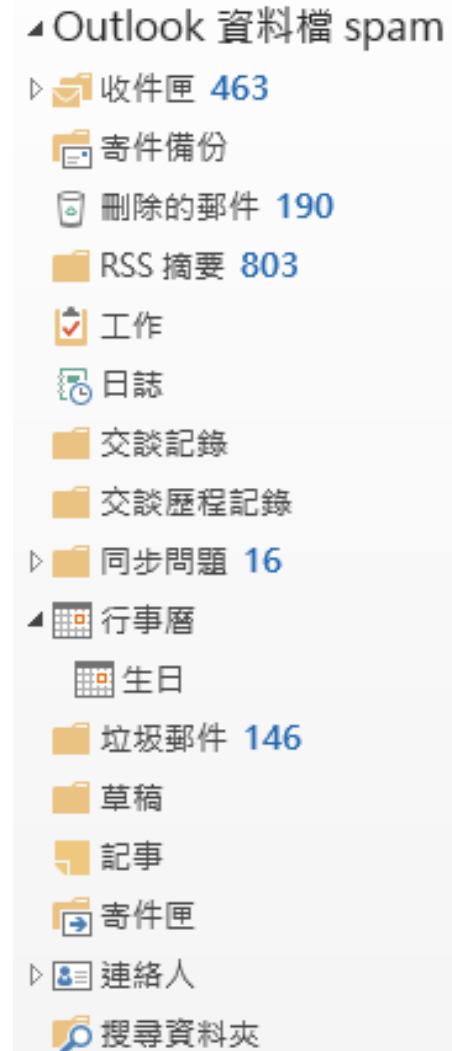 Outlook 資料檔 spam
收件匣 463
寄件備份
刪除的郵件 190
RSS 摘要 803
工作
日誌
交談記錄
交談歷程記錄
同步問題 16
行事曆
生日
垃圾郵件 146
草稿
記事
寄件匣
連絡人
搜尋資料夾